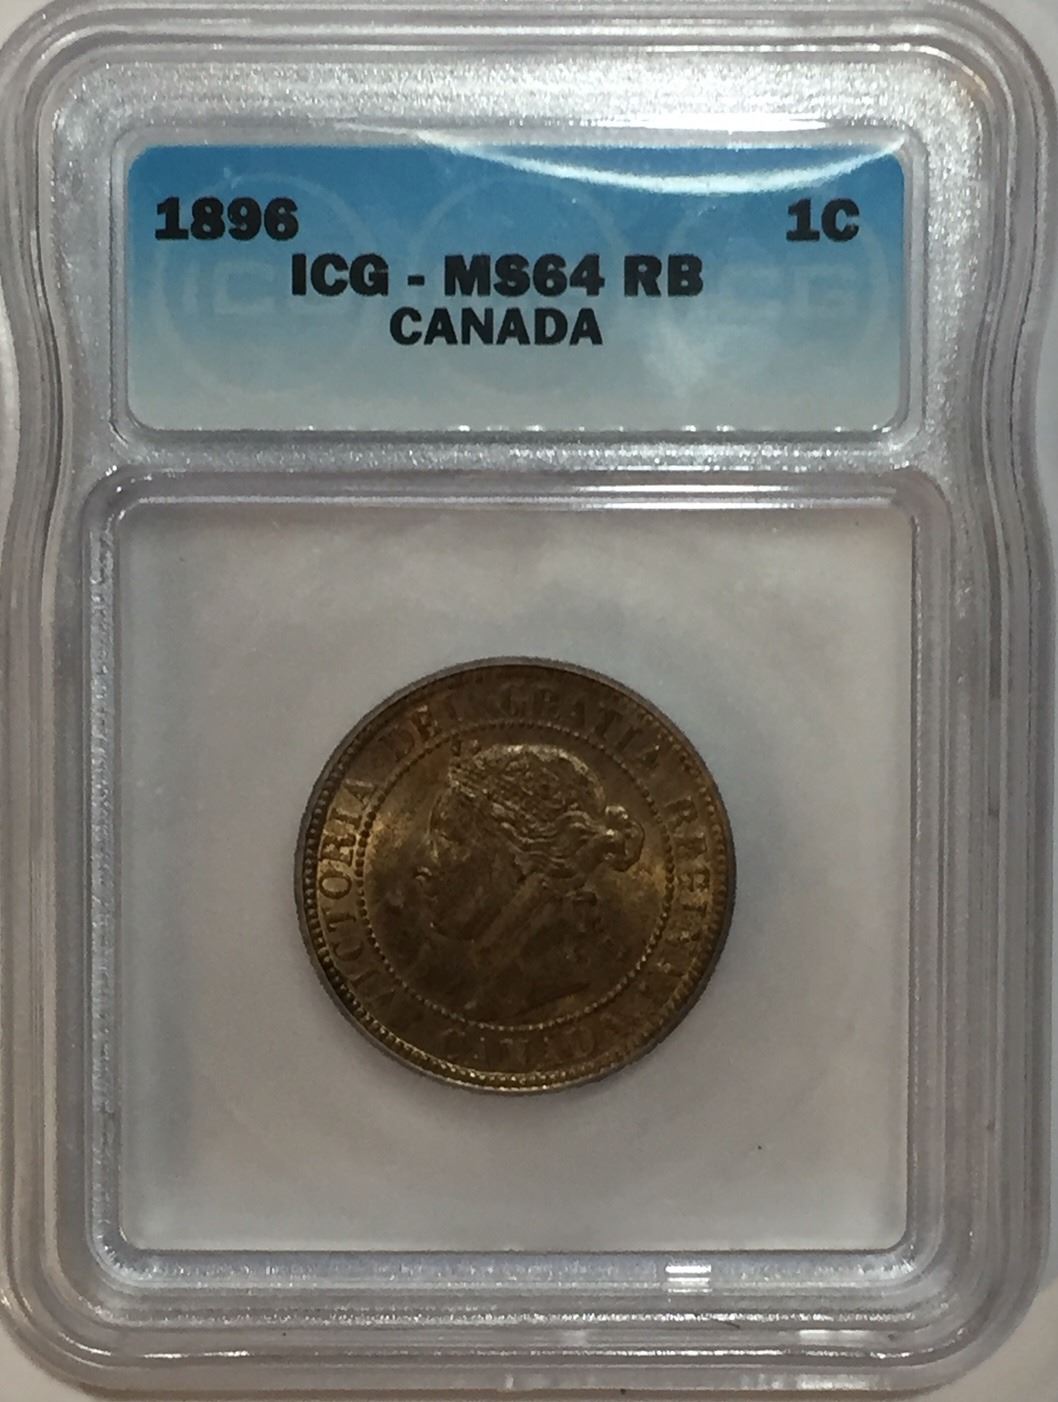 1896 1C
ICG - MS64 RB
CANADA
VICTORIA DEI GRATIA REGINA
CANADA